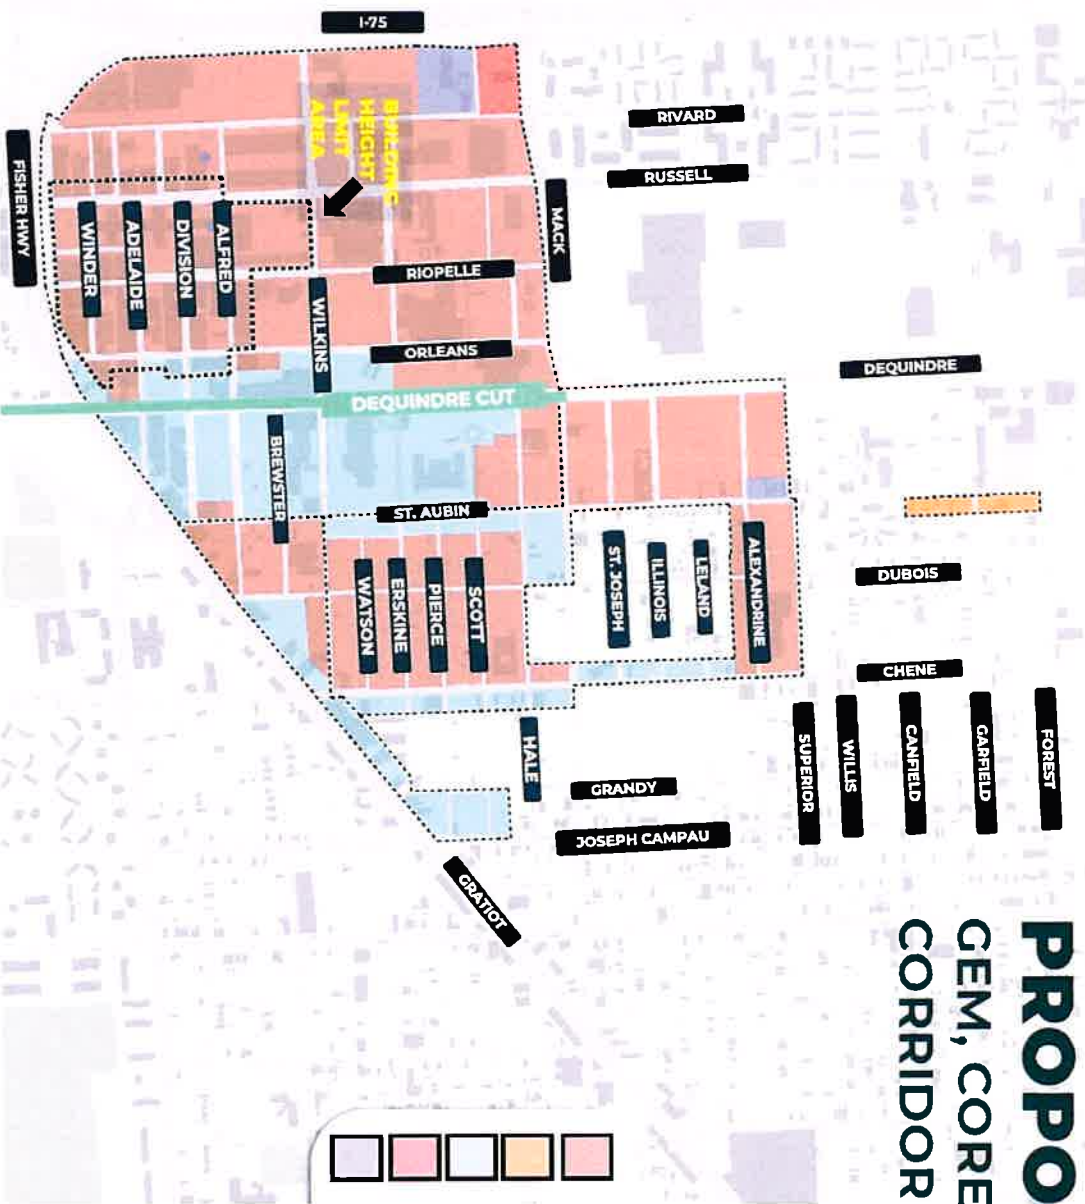 PROPO
GEM, CORE
CORRIDOR
I-75
RIVARD
RUSSELL
MACK
FISHER HWY
BUILDING
HEIGHT
LIMIT
AREA
WINDER
ADELAIDE
DIVISION
ALFRED
WILKINS
RIOPELLE
ORLEANS
DEQUINDRE
DEQUINDRE CUT
BREWSTER
ST. AUBIN
WATSON
ERSKINE
PIERCE
SCOTT
ST. JOSEPH
ILLINOIS
LELAND
ALEXANDRINE
DUBOIS
CHENE
SUPERIOR
WILLIS
CANFIELD
GARFIELD
FOREST
HALE
GRANDY
JOSEPH CAMPAU
GRATIOT